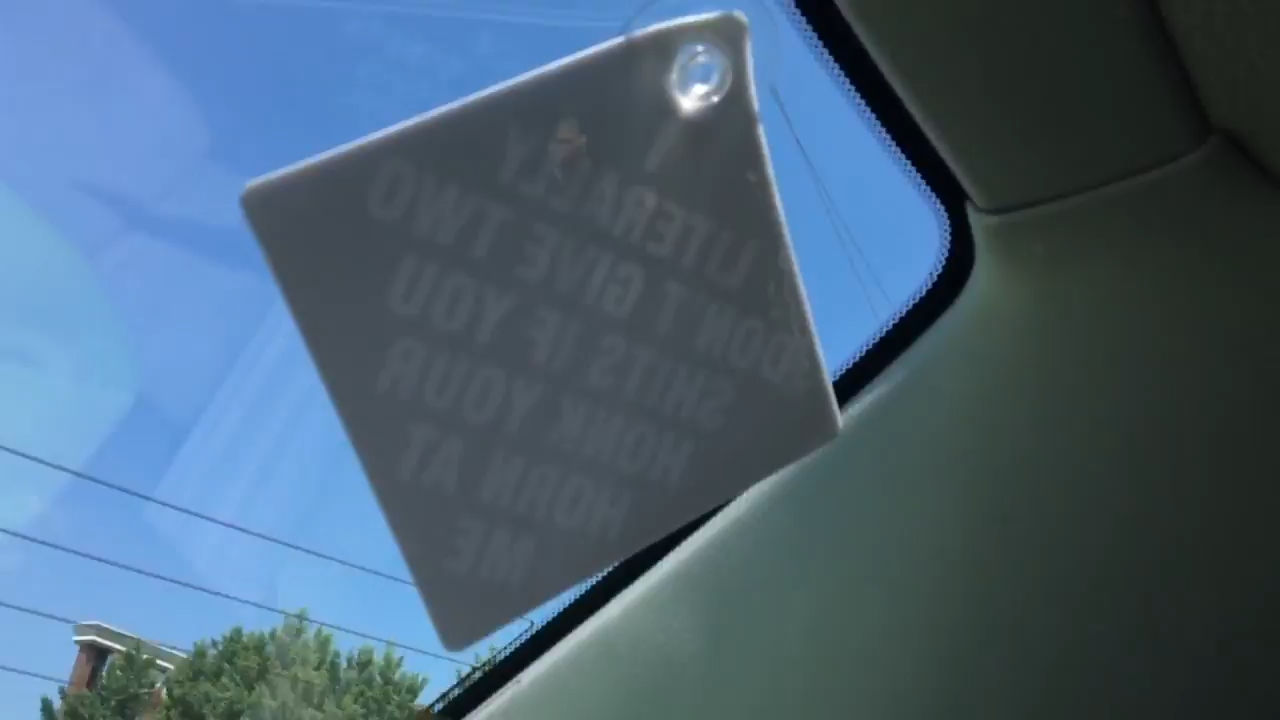 I
LITERALLY
DON'T GIVE TWO
SHITS IF YOU
HONK YOUR
HORN AT
ME